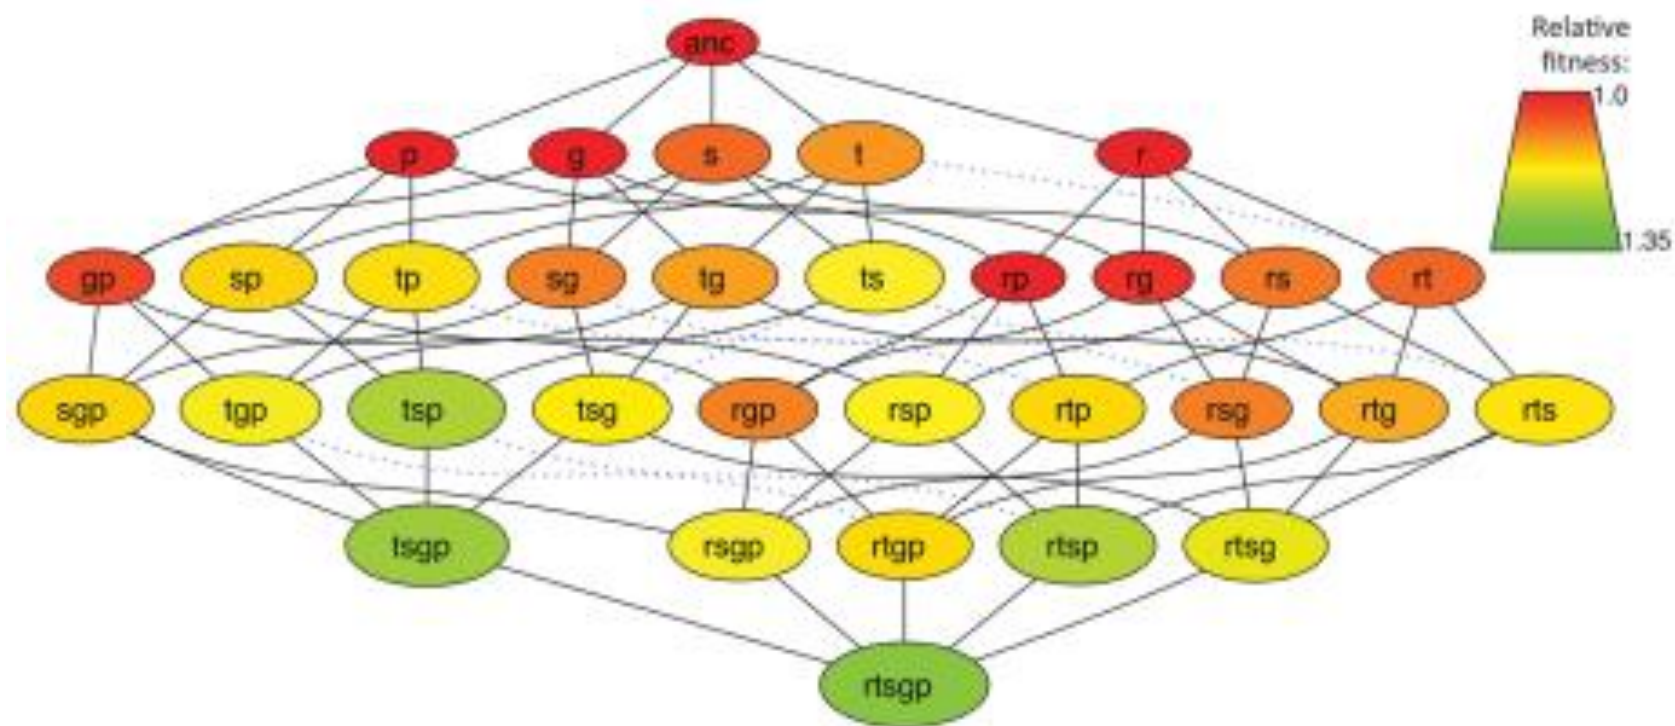 anc
Relative
fitness:
1.0
1.35
p g s t r
gp sp tp sg tg ts rp rg rs rt
sgp tgp tsp tsg rgp rsp rtp rsg rtg rts
tsgp rsgp rtgp rtsp rtsg
rtsgp